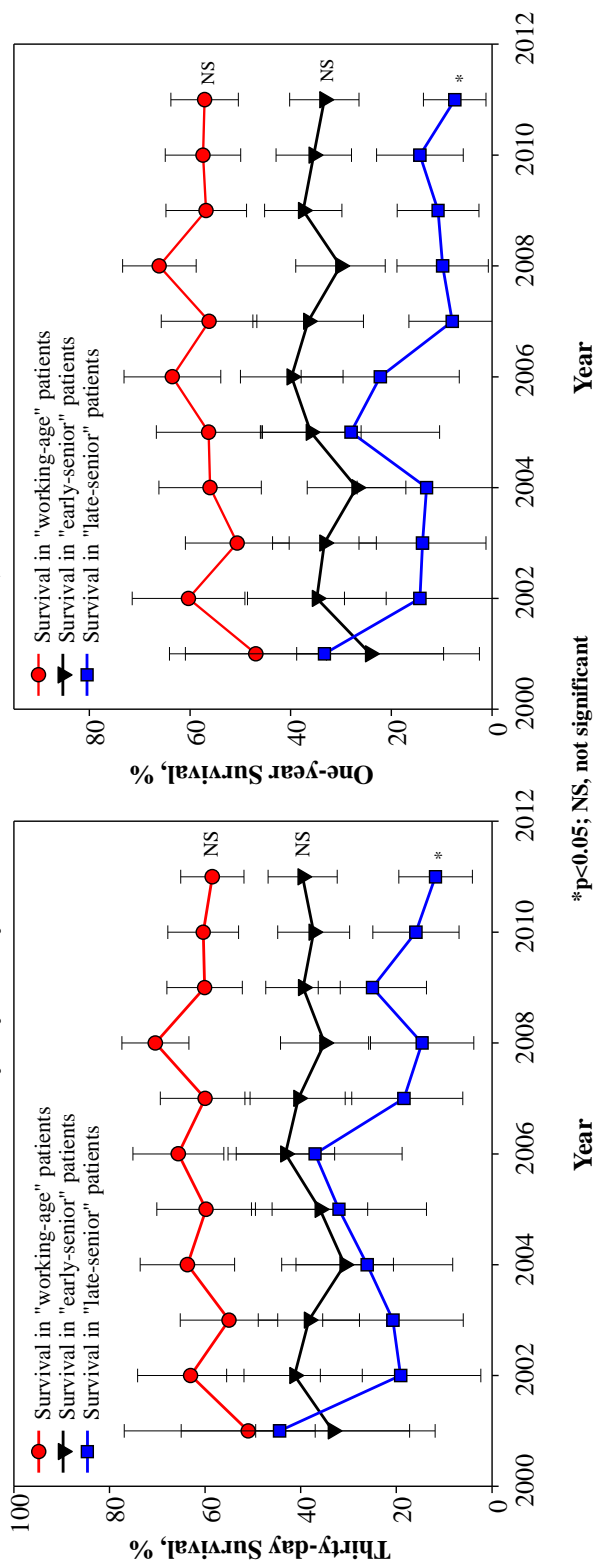 100
80
60
40
20
0
Thirty-day Survival, %
Survival in "working-age" patients
Survival in "early-senior" patients
Survival in "late-senior" patients
NS
NS
*
2000
2002
2004
2006
2008
2010
2012
Year
80
60
40
20
0
One-year Survival, %
Survival in "working-age" patients
Survival in "early-senior" patients
Survival in "late-senior" patients
NS
NS
*
2000
2002
2004
2006
2008
2010
2012
Year
*p<0.05; NS, not significant